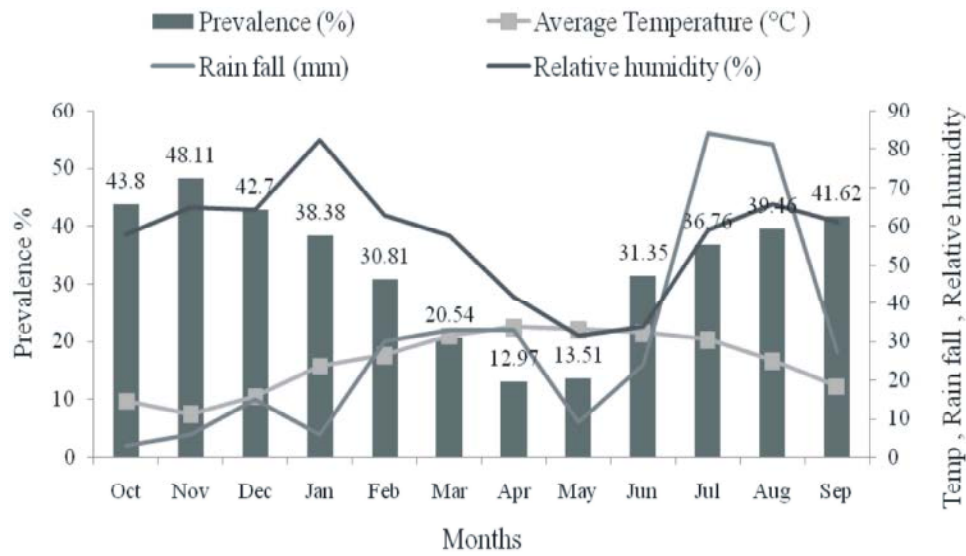 Prevalence (%) Average Temperature (°C )
Rain fall (mm) Relative humidity (%)
60 90
50 80
40 70
30 60
20 50
10 40
0 30
20
10
0
43.8 48.11 42.7 38.38 30.81 20.54 12.97 13.51 31.35 36.76 39.46 41.62
Prevalence %
Temp , Rain fall , Relative humidity
Oct Nov Dec Jan Feb Mar Apr May Jun Jul Aug Sep
Months